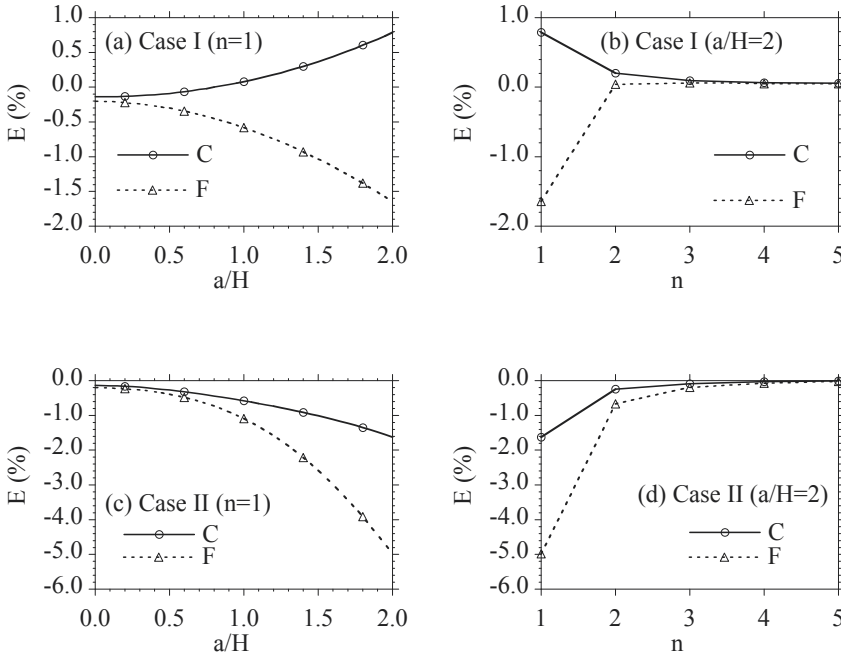 1.0
0.5
0.0
-0.5
-1.0
-1.5
-2.0
E (%)
(a) Case I (n=1)
C
F
0.0 0.5 1.0 1.5 2.0
a/H
1.0
0.0
-1.0
-2.0
E (%)
(b) Case I (a/H=2)
C
F
1 2 3 4 5
n
0.0
-1.0
-2.0
-3.0
-4.0
-5.0
-6.0
E (%)
(c) Case II (n=1)
C
F
0.0 0.5 1.0 1.5 2.0
a/H
0.0
-1.0
-2.0
-3.0
-4.0
-5.0
-6.0
E (%)
(d) Case II (a/H=2)
C
F
1 2 3 4 5
n